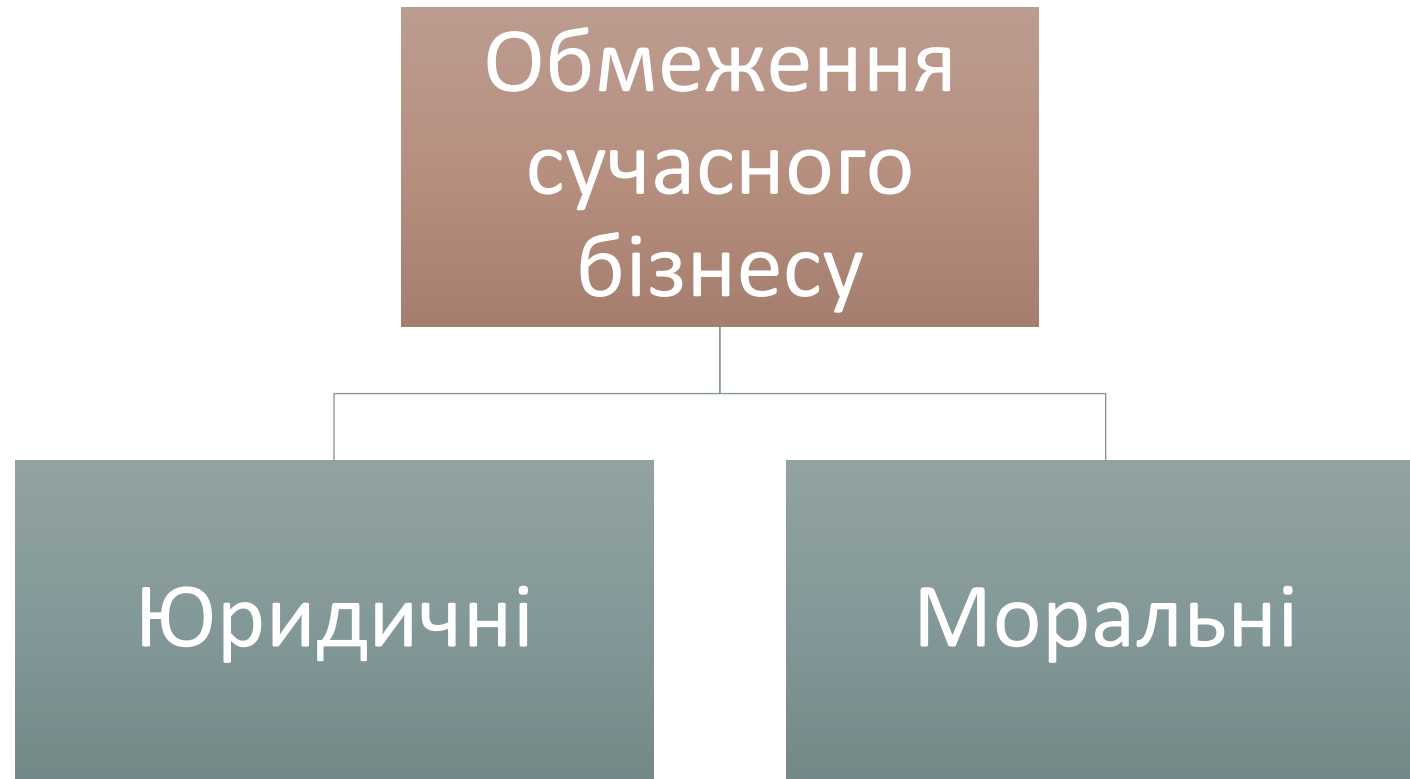 Обмеження
сучасного
бізнесу
Юридичні
Моральні